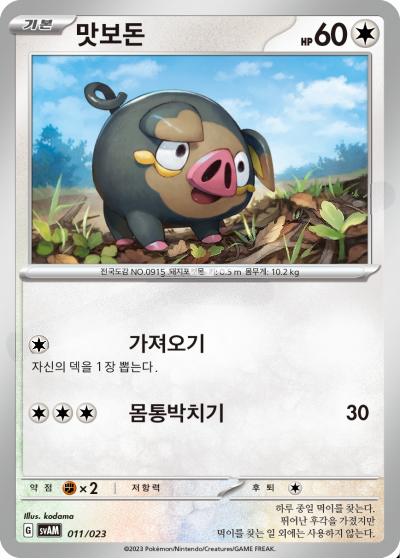 기본 맛보돈 HP 60
전국도감 NO.0915 돼지포켓몬 키: 0.5 m 몸무게: 10.2 kg
가져오기
자신의 덱을 1장 뽑는다.
몸통박치기 30
약점 ×2 저항력 후퇴
Illus. kodama
G svAM 011/023
하루 종일 먹이를 찾는다.
뛰어난 후각을 가졌지만
먹이를 찾는 일 외에는 사용하지 않는다.
©2023 Pokémon/Nintendo/Creatures/GAME FREAK.